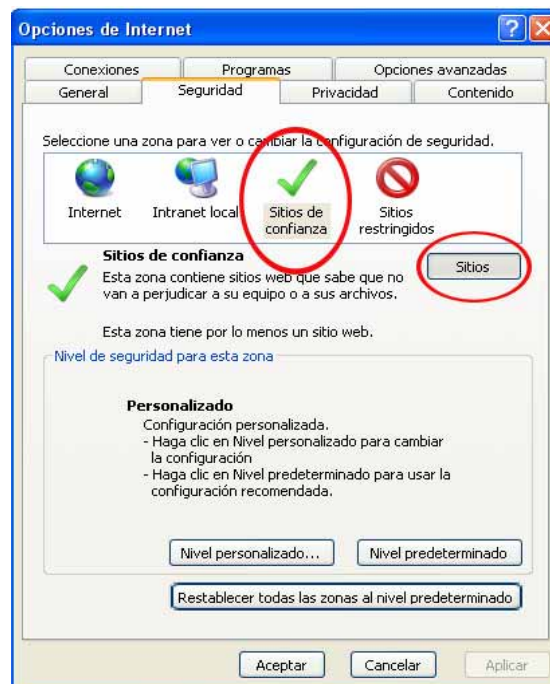 Opciones de Internet
Conexiones Programas Opciones avanzadas
General Seguridad Privacidad Contenido
Seleccione una zona para ver o cambiar la configuración de seguridad.
Internet Intranet local Sitios de confianza Sitios restringidos
Sitios de confianza
Sitios
Esta zona contiene sitios web que sabe que no
van a perjudicar a su equipo o a sus archivos.
Esta zona tiene por lo menos un sitio web.
Nivel de seguridad para esta zona
Personalizado
Configuración personalizada.
- Haga clic en Nivel personalizado para cambiar
la configuración
- Haga clic en Nivel predeterminado para usar la
configuración recomendada.
Nivel personalizado... Nivel predeterminado
Restablecer todas las zonas al nivel predeterminado
Aceptar Cancelar Aplicar